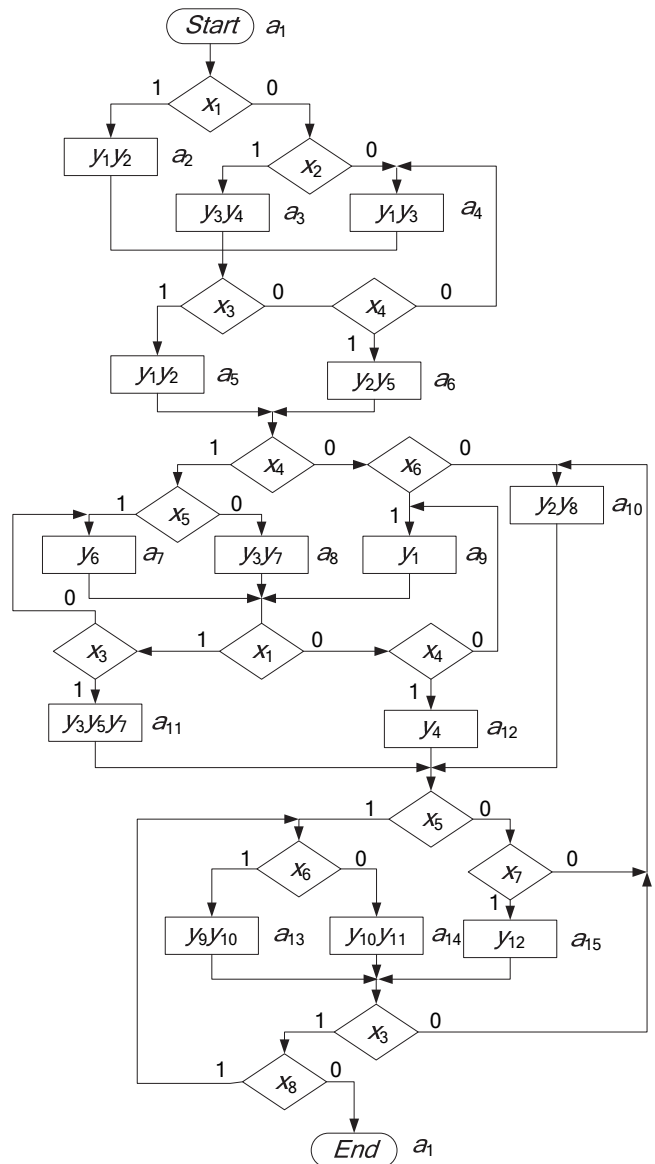 Start a1
1 x1 0
y1y2 a2
1 x2 0
y3y4 a3
y1y3 a4
1 x3 0
x4 0
1
y1y2 a5
y2y5 a6
1 x4 0
x6 0
1
y2y8 a10
1 x5 0
y6 a7
y3y7 a8
y1 a9
0
x3
1
1 x1 0
x4 0
1
y3y5y7 a11
y4 a12
1 x5 0
1 x6 0
x7 0
1
y9y10 a13
y10y11 a14
y12 a15
1 x3 0
1 x8 0
End a1